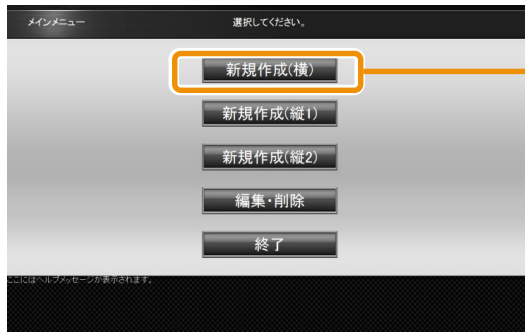 メインメニュー
選択してください。
新規作成(横)
新規作成(縦1)
新規作成(縦2)
編集・削除
終了
ここにはヘルプメッセージが表示されます。